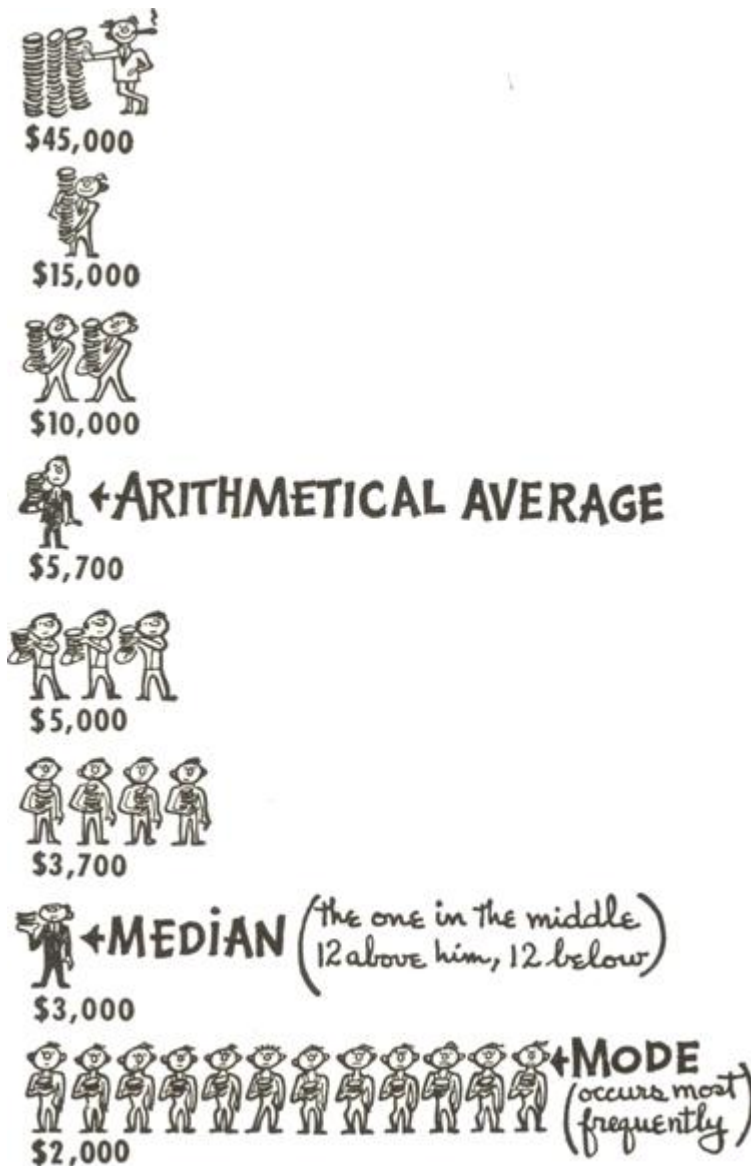 $45,000
$15,000
$10,000
←ARITHMETICAL AVERAGE
$5,700
$5,000
$3,700
←MEDIAN (the one in the middle
12 above him, 12 below)
$3,000
←MODE
(occurs most
frequently)
$2,000